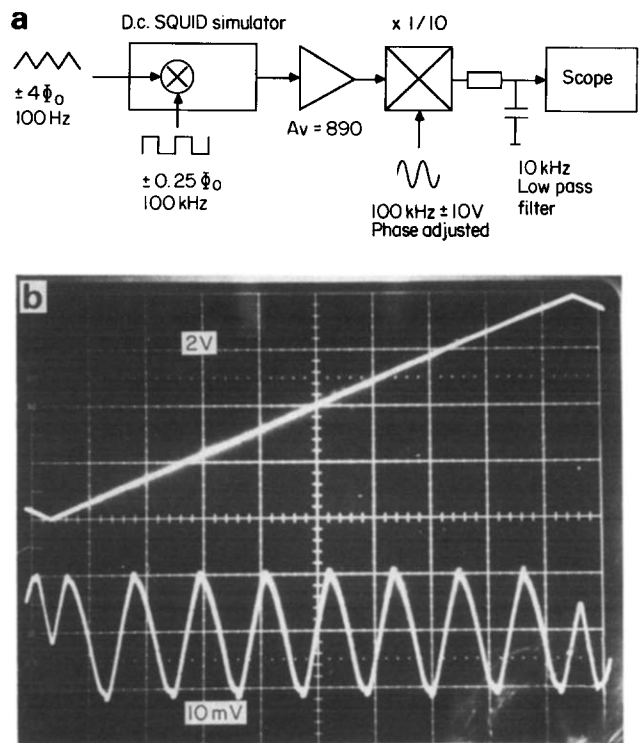 a
D.c. SQUID simulator
x 1/10
± 4Φ₀
100 Hz
Av = 890
Scope
± 0.25 Φ₀
100 kHz
100 kHz ± 10V
Phase adjusted
10 kHz
Low pass
filter
b
2V
10 mV